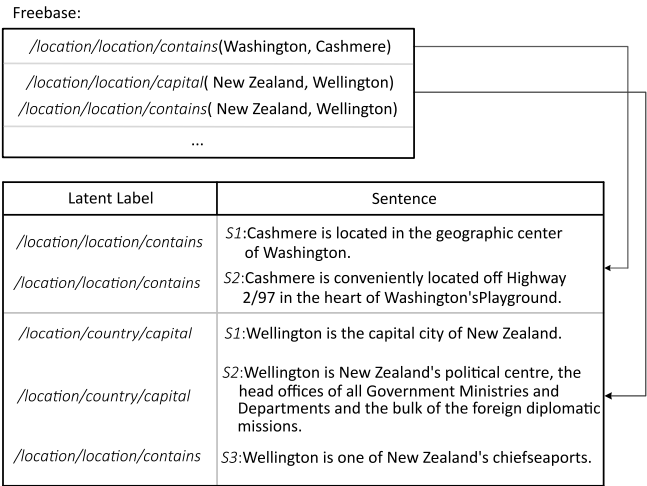 Freebase:
/location/location/contains(Washington, Cashmere)
/location/location/capital( New Zealand, Wellington)
/location/location/contains( New Zealand, Wellington)
...
Latent Label Sentence
/location/location/contains S1:Cashmere is located in the geographic center
of Washington.
/location/location/contains S2:Cashmere is conveniently located off Highway
2/97 in the heart of Washington'sPlayground.
/location/country/capital S1:Wellington is the capital city of New Zealand.
S2:Wellington is New Zealand's political centre, the
/location/country/capital head offices of all Government Ministries and
Departments and the bulk of the foreign diplomatic
missions.
/location/location/contains S3:Wellington is one of New Zealand's chiefseaports.